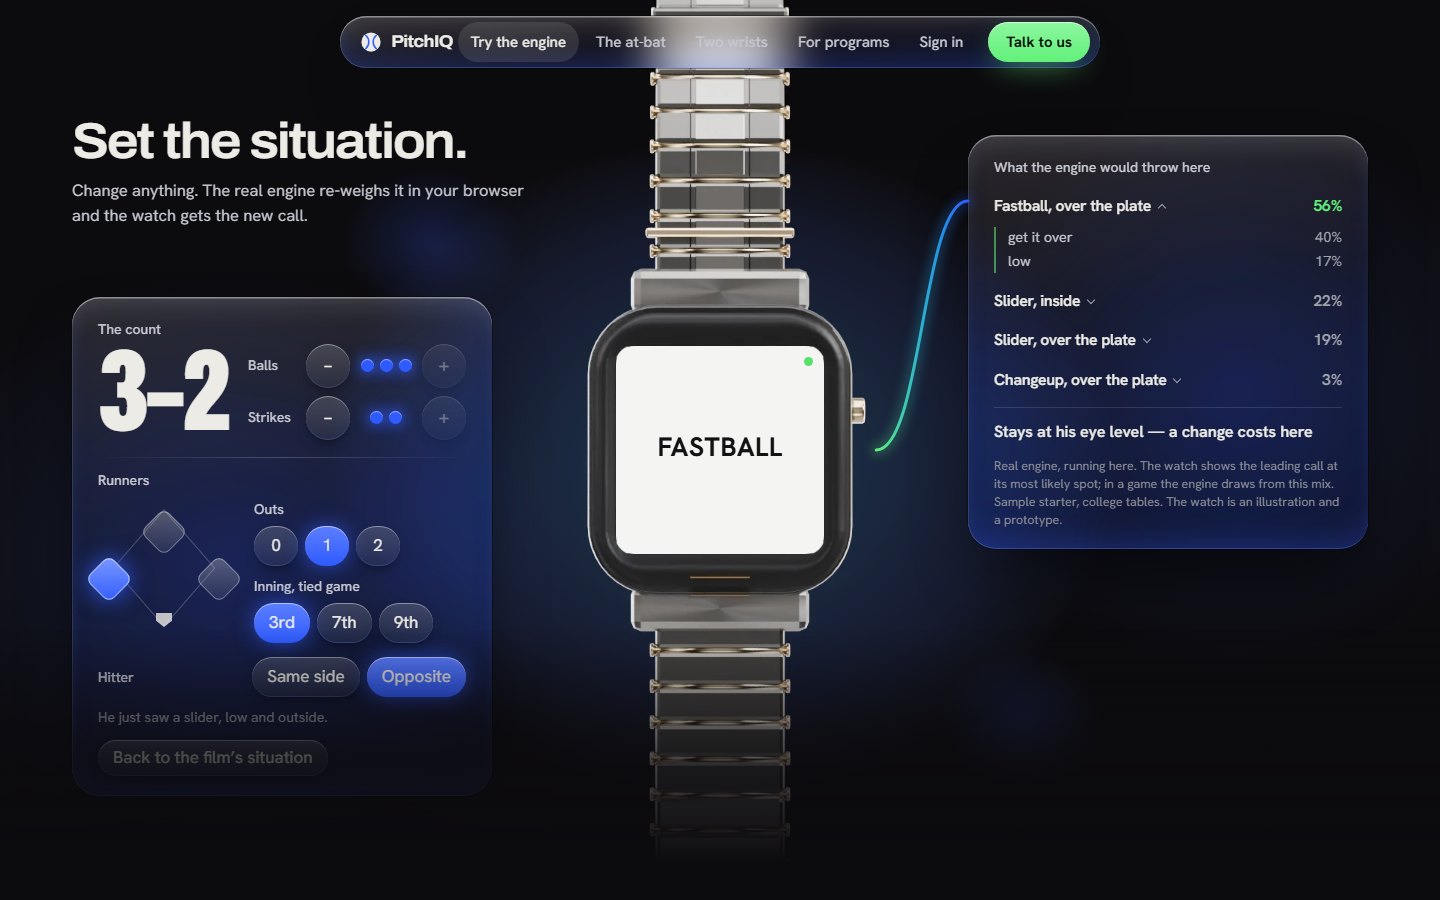 PitchIQ
Try the engine
The at-bat
Two wrists
For programs
Sign in
Talk to us
Set the situation.
Change anything. The real engine re-weighs it in your browser
and the watch gets the new call.
The count
3–2
Balls
−
+
Strikes
−
+
Runners
Outs
0
1
2
Inning, tied game
3rd
7th
9th
Hitter
Same side
Opposite
He just saw a slider, low and outside.
Back to the film’s situation
FASTBALL
What the engine would throw here
Fastball, over the plate 56%
get it over 40%
low 17%
Slider, inside 22%
Slider, over the plate 19%
Changeup, over the plate 3%
Stays at his eye level — a change costs here
Real engine, running here. The watch shows the leading call at
its most likely spot; in a game the engine draws from this mix.
Sample starter, college tables. The watch is an illustration and
a prototype.